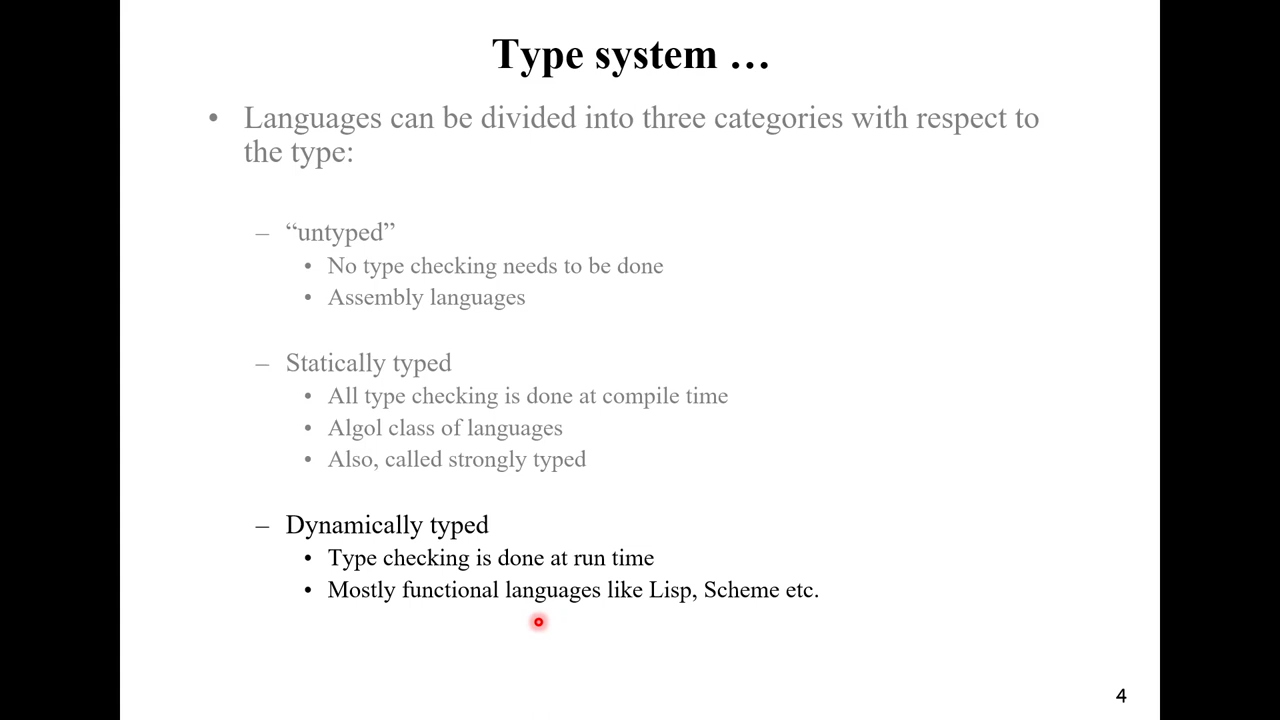 Type system …
• Languages can be divided into three categories with respect to
the type:
– “untyped”
• No type checking needs to be done
• Assembly languages
– Statically typed
• All type checking is done at compile time
• Algol class of languages
• Also, called strongly typed
– Dynamically typed
• Type checking is done at run time
• Mostly functional languages like Lisp, Scheme etc.
4